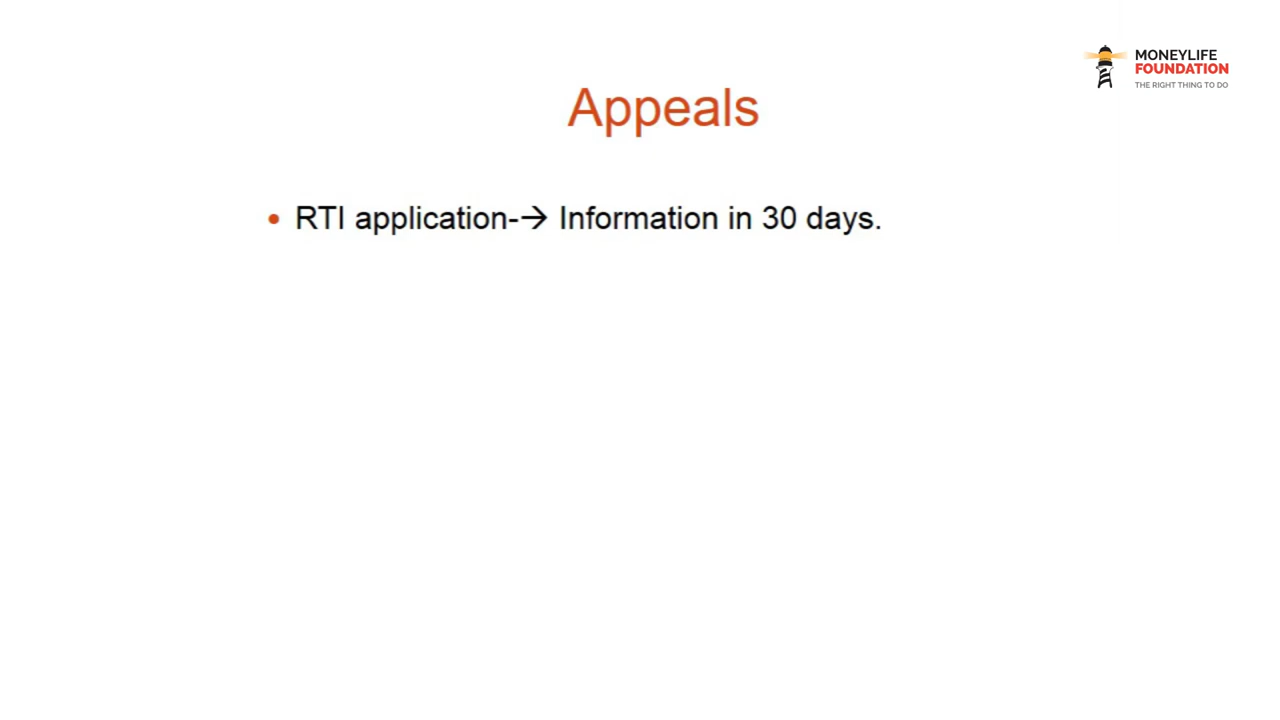 MONEYLIFE
FOUNDATION
THE RIGHT THING TO DO
Appeals
• RTI application-→ Information in 30 days.